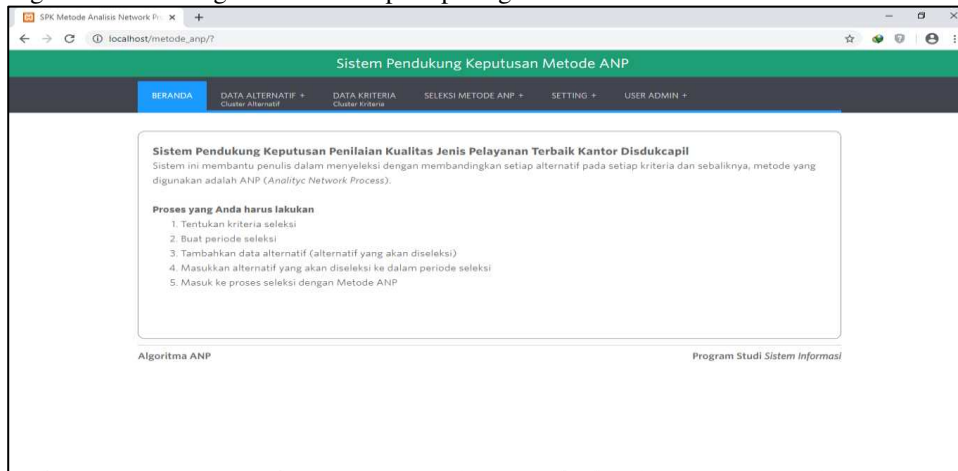 SPK Metode Analisis Network Pr
localhost/metode_anp/?
Sistem Pendukung Keputusan Metode ANP
BERANDA DATA ALTERNATIF + DATA KRITERIA SELEKSI METODE ANP + SETTING + USER ADMIN +
Cluster Alternatif Cluster Kriteria
Sistem Pendukung Keputusan Penilaian Kualitas Jenis Pelayanan Terbaik Kantor Disdukcapil
Sistem ini membantu penulis dalam menyeleksi dengan membandingkan setiap alternatif pada setiap kriteria dan sebaliknya, metode yang
digunakan adalah ANP (Analityc Network Process).
Proses yang Anda harus lakukan
1. Tentukan kriteria seleksi
2. Buat periode seleksi
3. Tambahkan data alternatif (alternatif yang akan diseleksi)
4. Masukkan alternatif yang akan diseleksi ke dalam periode seleksi
5. Masuk ke proses seleksi dengan Metode ANP
Algoritma ANP Program Studi Sistem Informasi